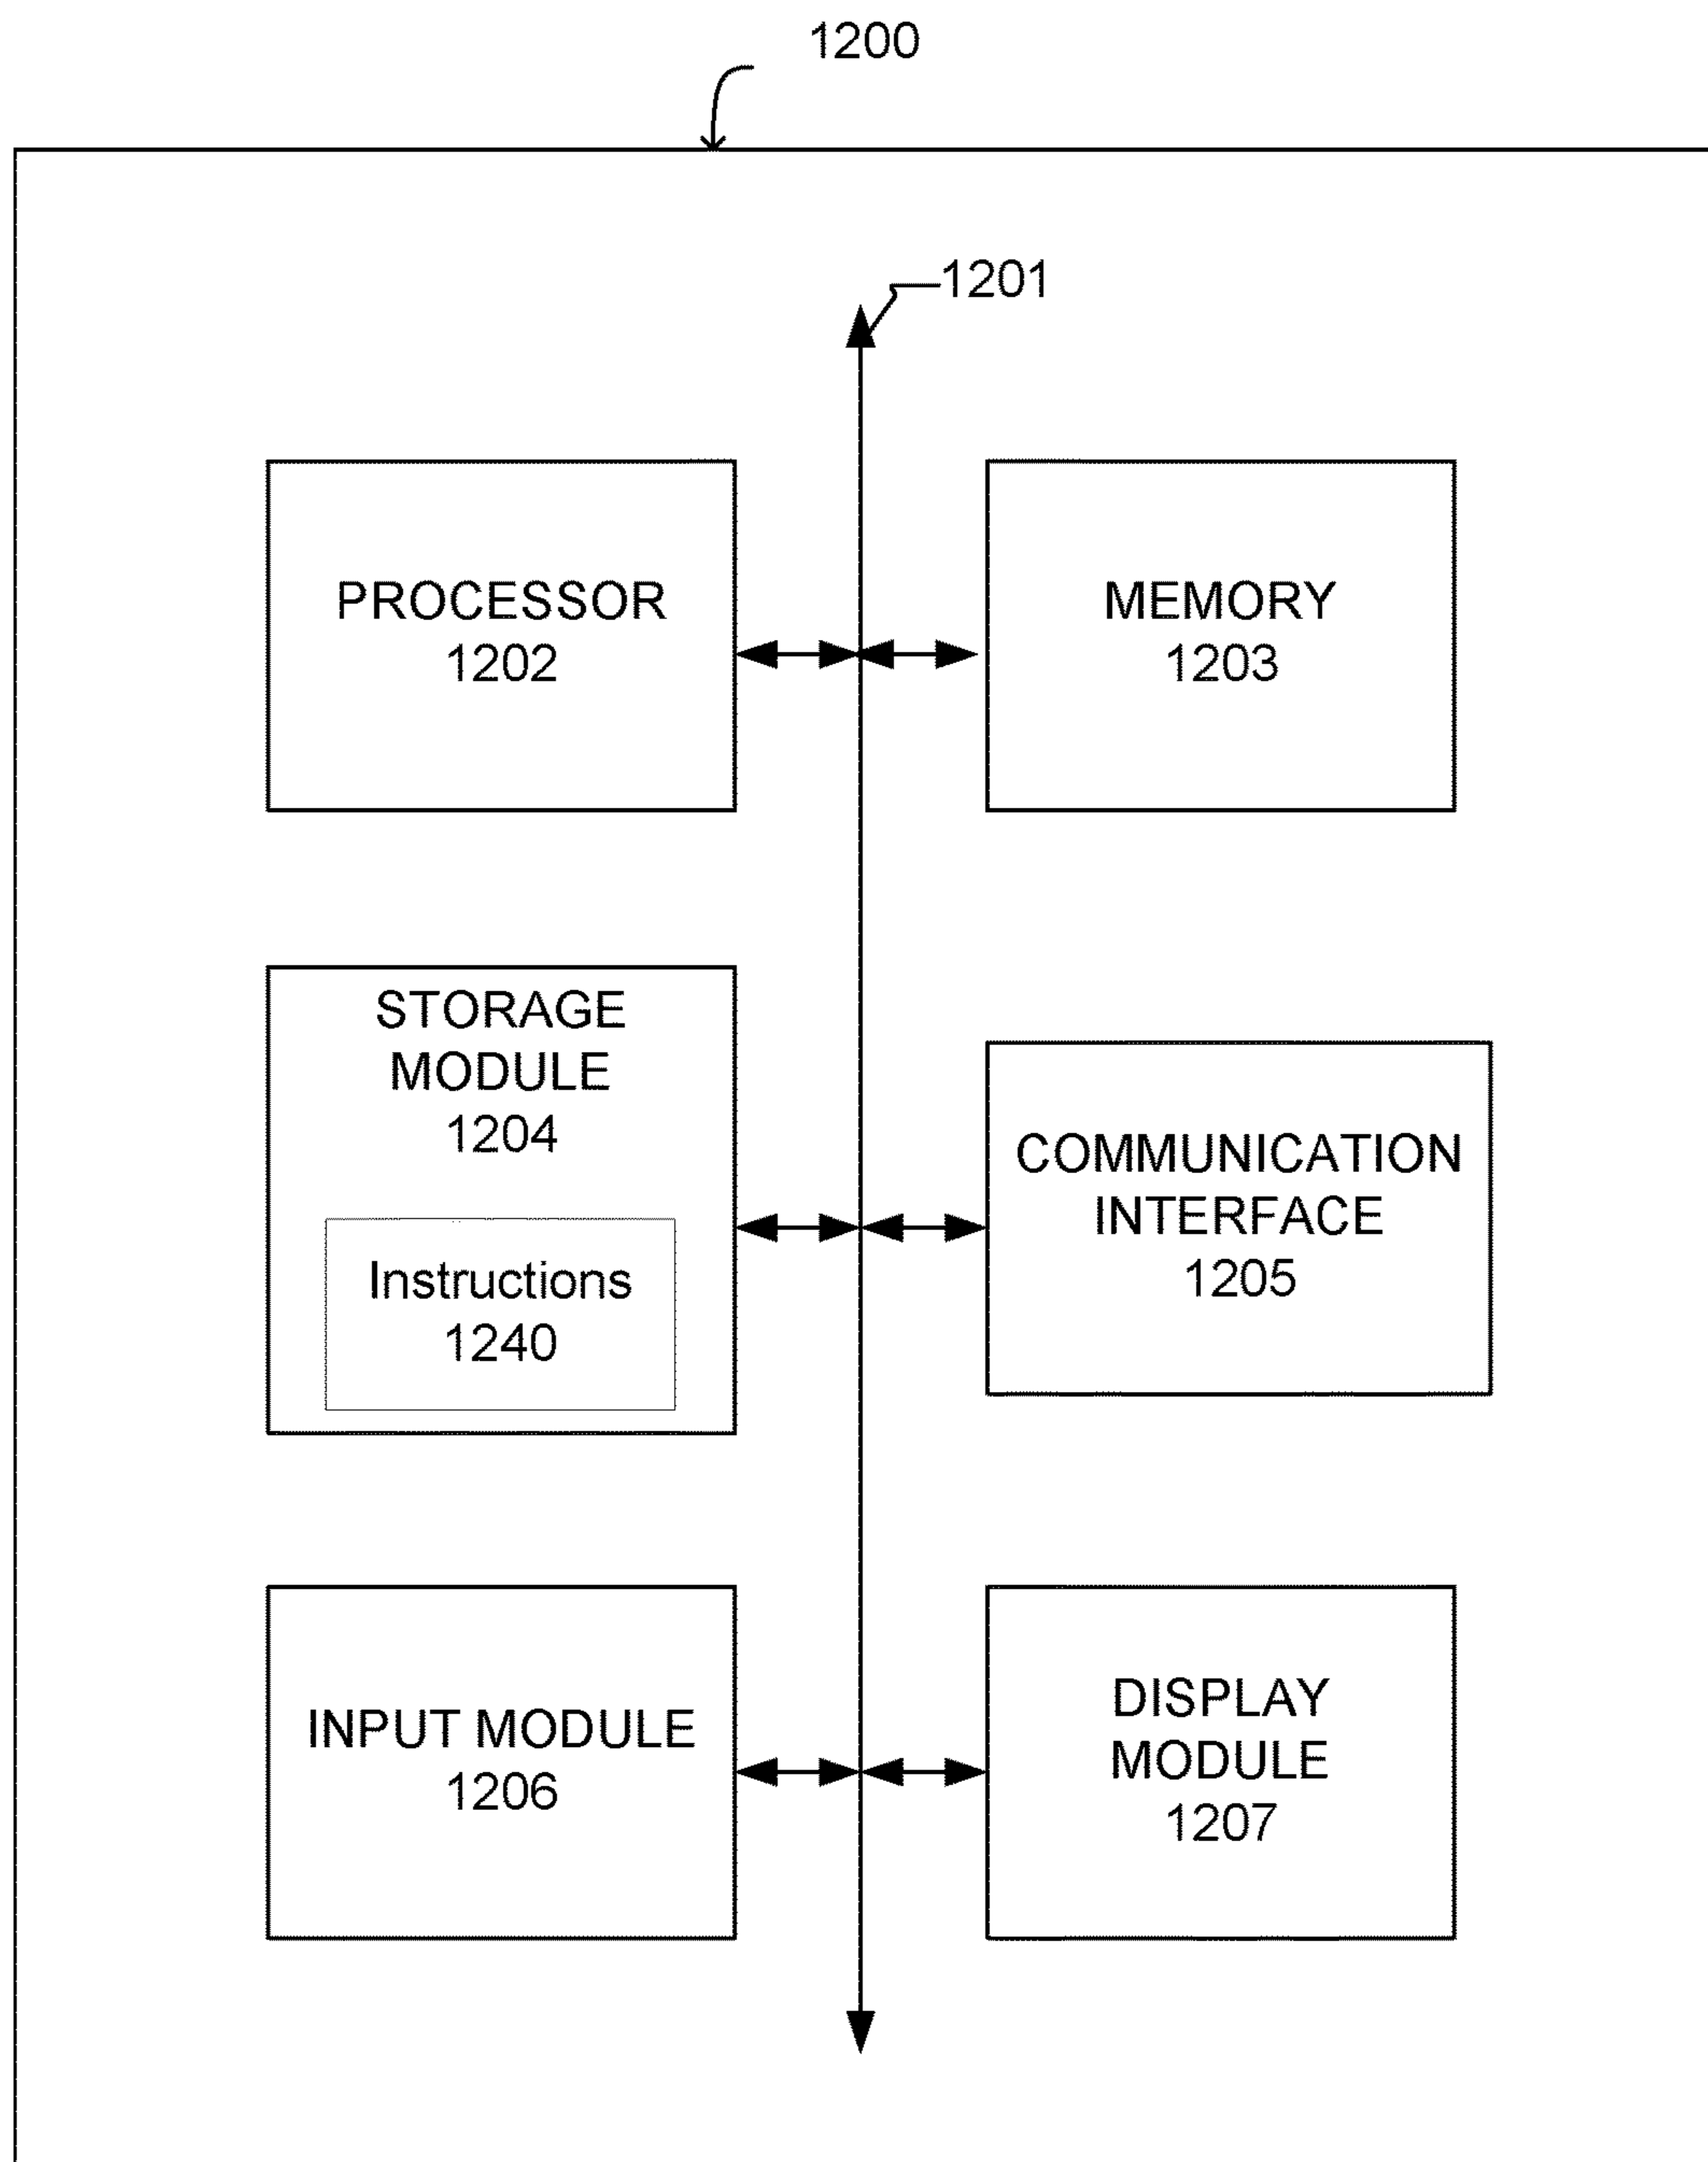 1200
1201
PROCESSOR
1202
MEMORY
1203
STORAGE
MODULE
1204
Instructions
1240
COMMUNICATION
INTERFACE
1205
INPUT MODULE
1206
DISPLAY
MODULE
1207